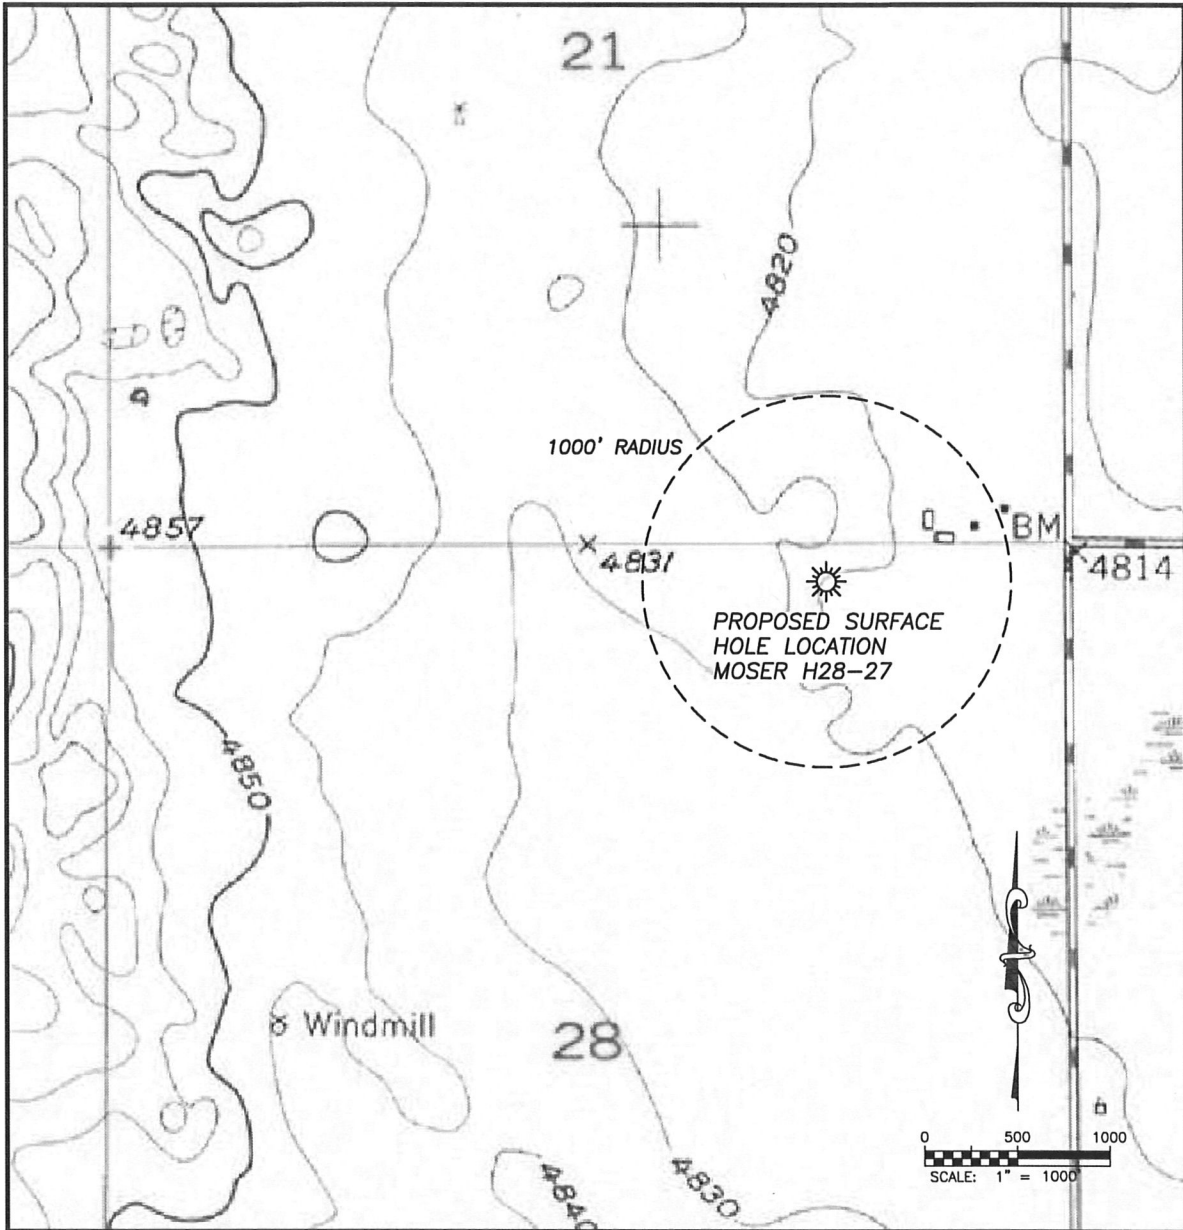 21
4820
1000' RADIUS
4857
4831
BM
4814
PROPOSED SURFACE
HOLE LOCATION
MOSER H28-27
4850
Windmill
28
4840
4830
0 500 1000
SCALE: 1" = 1000'